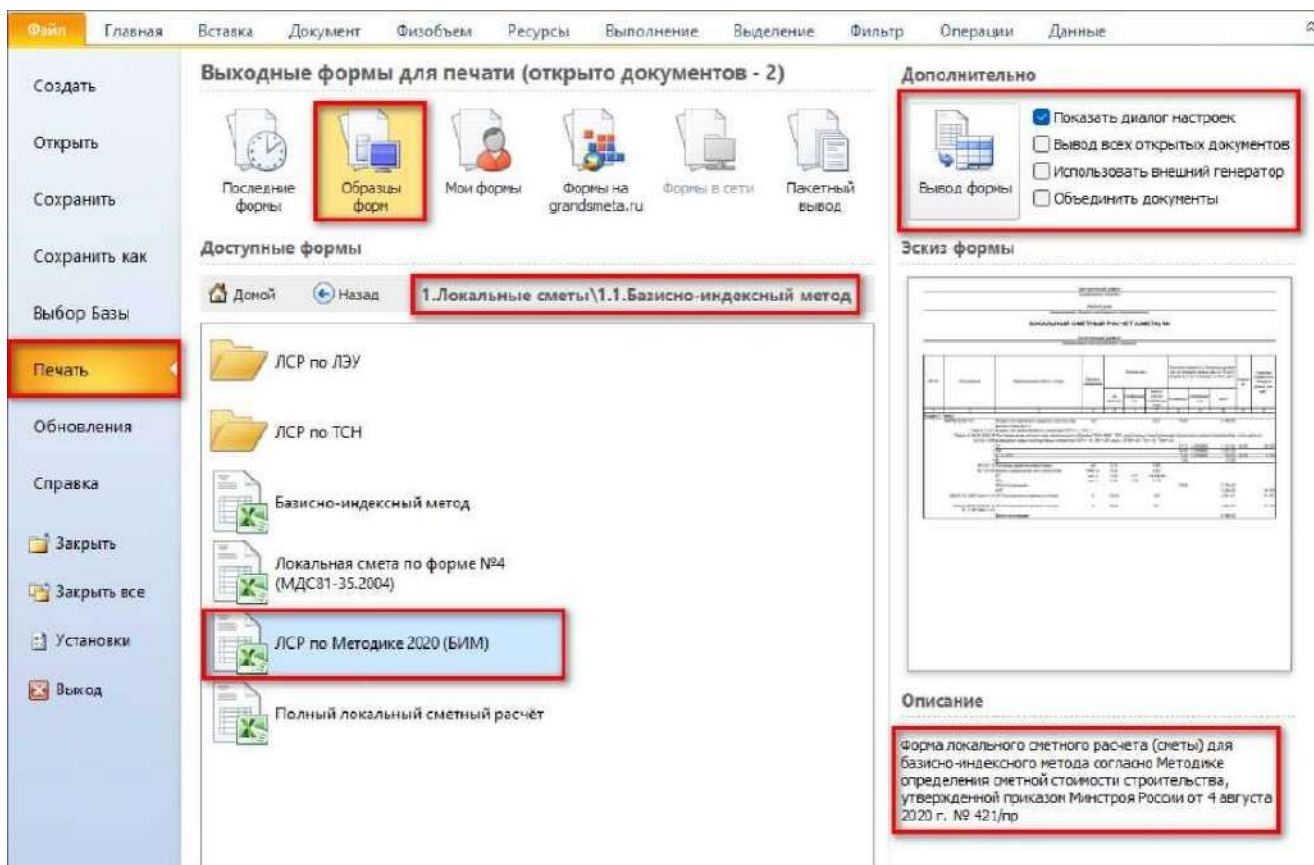 Файл Главная Вставка Документ Физобъем Ресурсы Выполнение Выделение Фильтр Операции Данные
Создать
Открыть
Сохранить
Сохранить как
Выбор Базы
Печать
Обновления
Справка
Закрыть
Закрыть все
Установки
Выход
Выходные формы для печати (открыто документов - 2)
Последние
формы
Образцы
форм
Мои формы
Формы на
grandsmeta.ru
Формы в сети
Пакетный
вывод
Доступные формы
Домой Назад 1.Локальные сметы\1.1.Базисно-индексный метод
ЛСР по ЛЭУ
ЛСР по ТСН
Базисно-индексный метод
Локальная смета по форме №4
(МДС81-35.2004)
ЛСР по Методике 2020 (БИМ)
Полный локальный сметный расчёт
Дополнительно
Вывод формы
Показать диалог настроек
Вывод всех открытых документов
Использовать внешний генератор
Объединить документы
Эскиз формы
Описание
Форма локального сметного расчета (сметы) для
базисно-индексного метода согласно Методике
определения сметной стоимости строительства,
утвержденной приказом Минстроя России от 4 августа
2020 г. № 421/пр